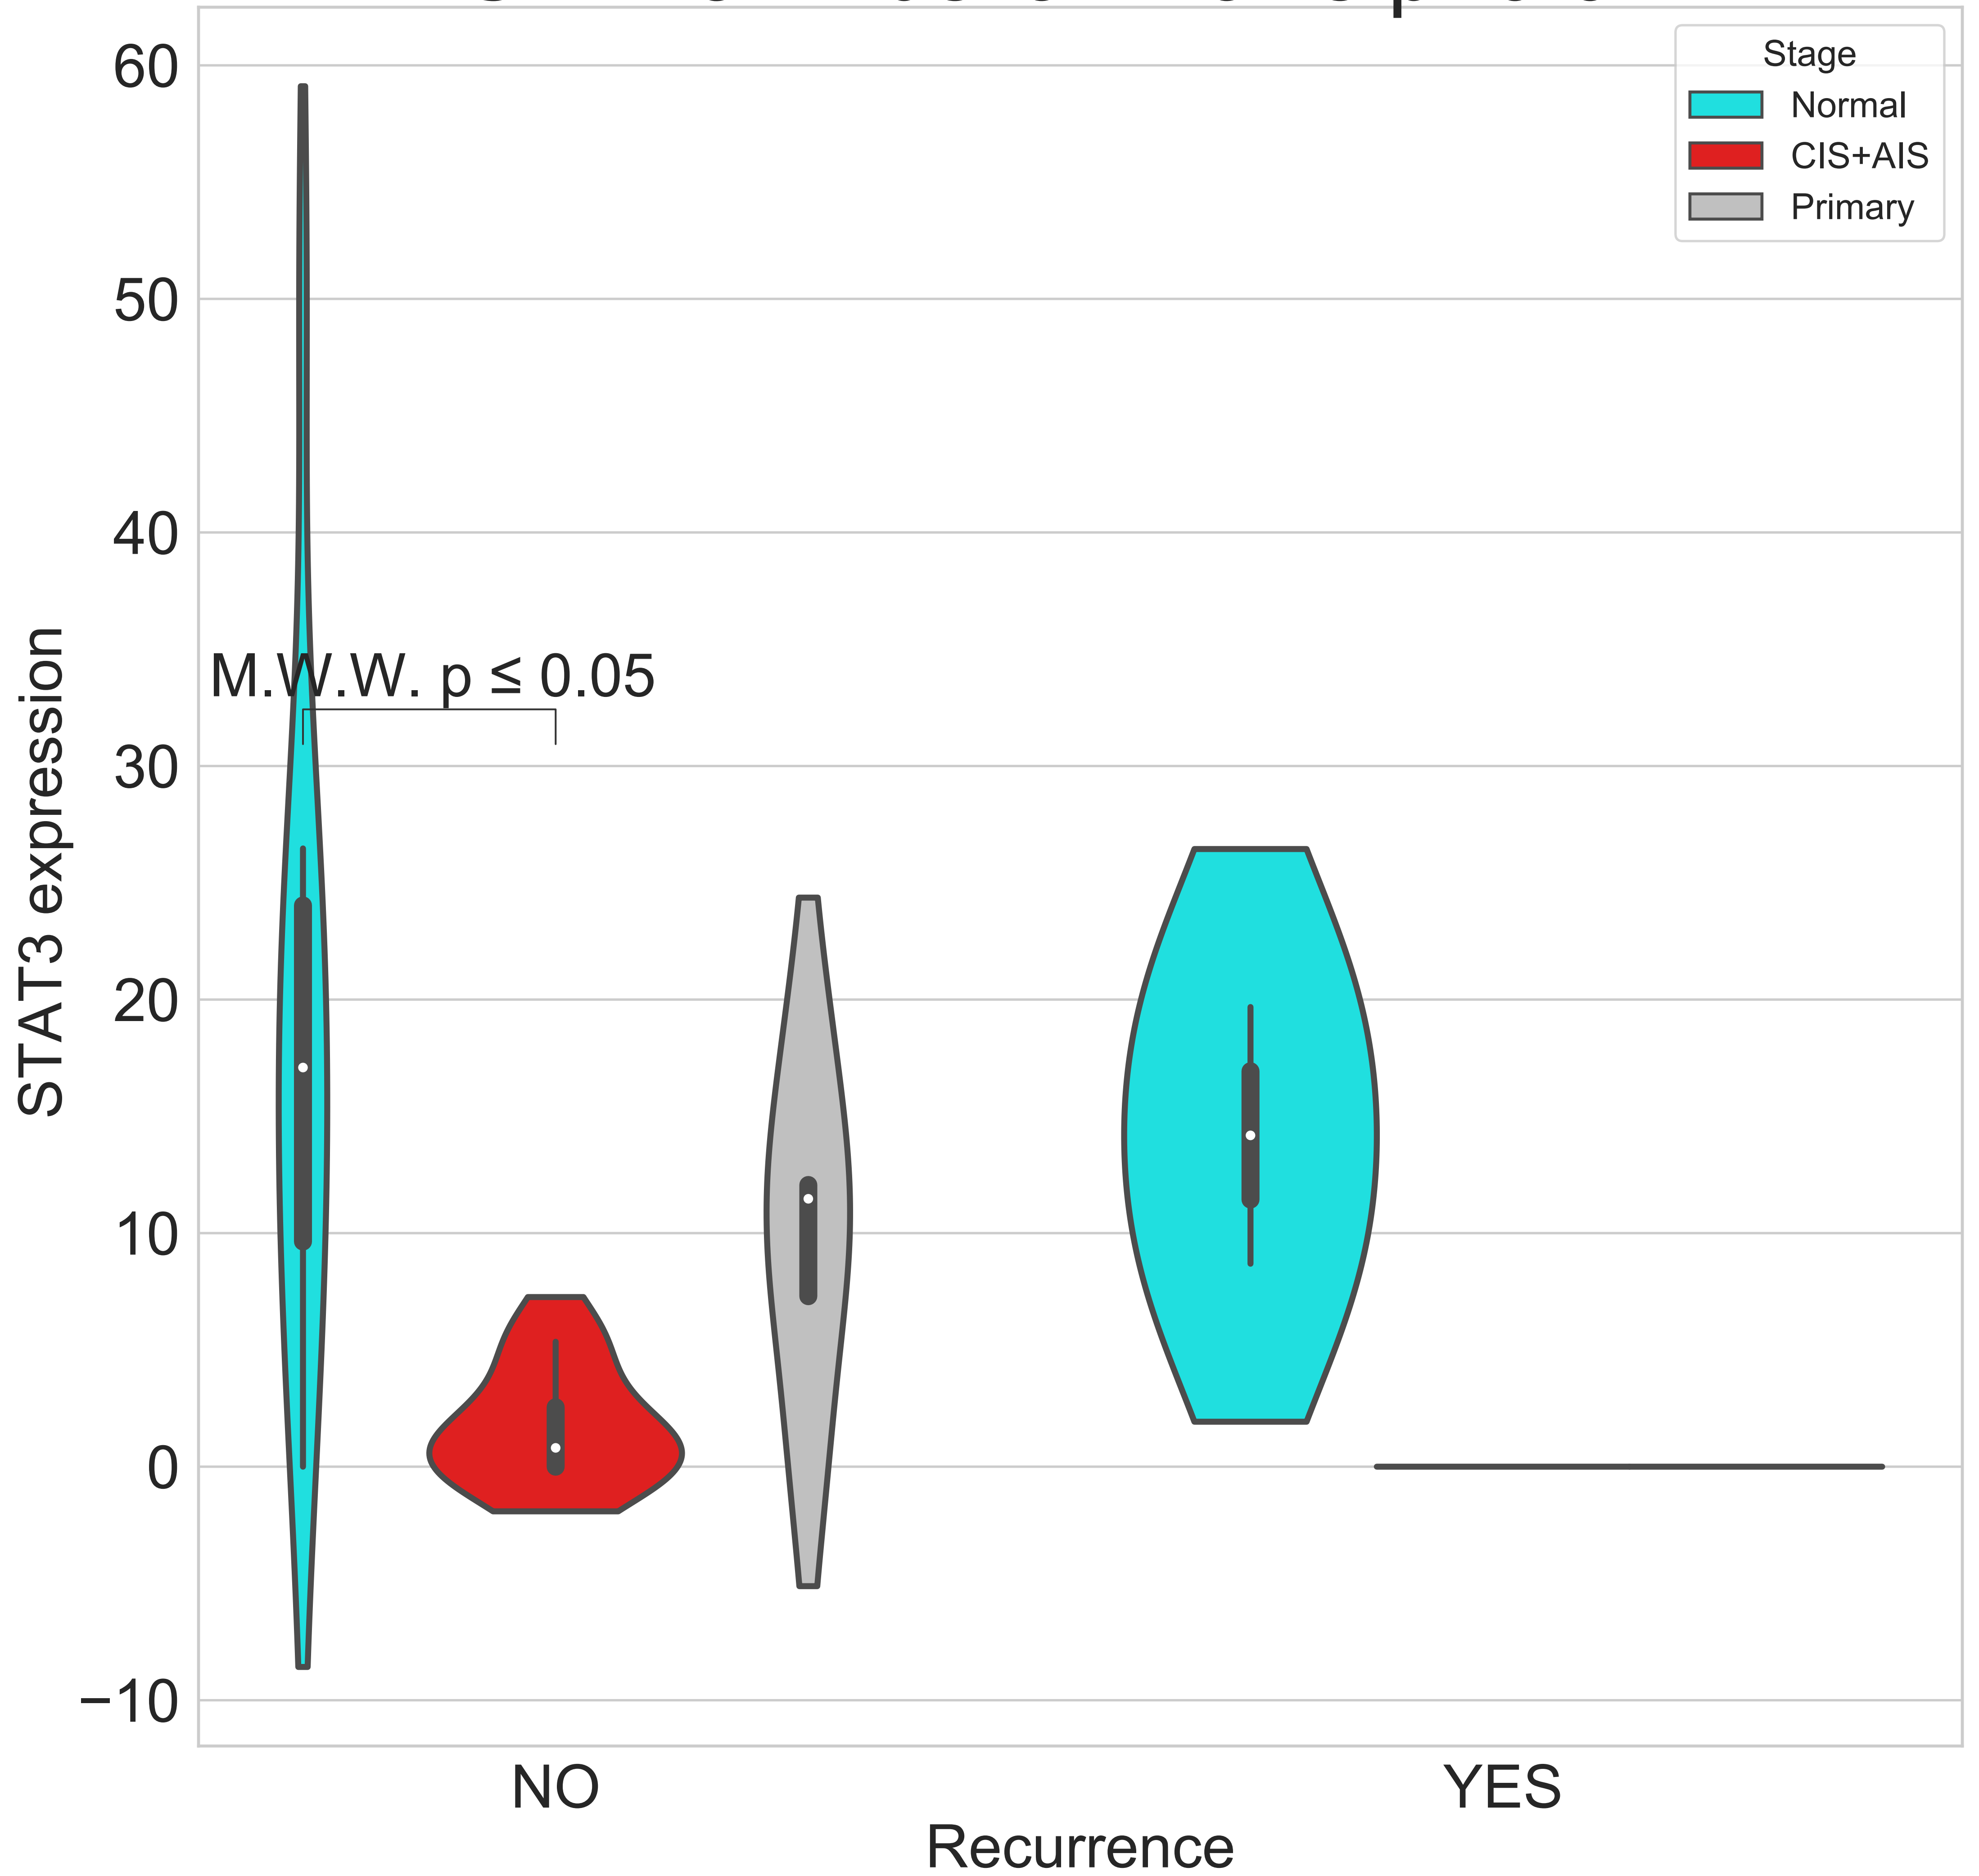 Stage
Normal
CIS+AIS
Primary
60
50
40
30
20
10
0
−10
STAT3 expression
M.W.W. p ≤ 0.05
NO
YES
Recurrence